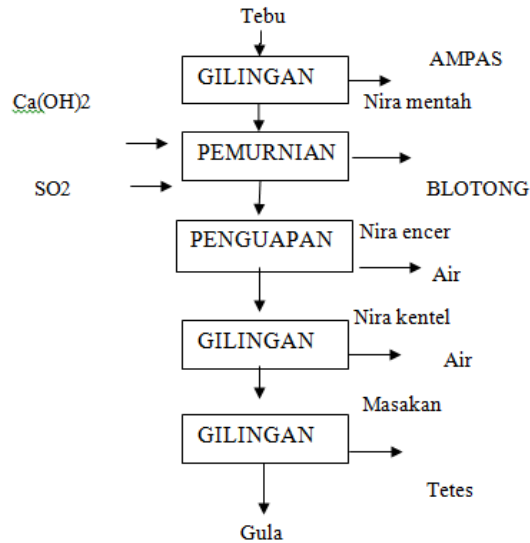 Tebu
GILINGAN
AMPAS
Nira mentah
Ca(OH)2
PEMURNIAN
SO2
BLOTONG
PENGUAPAN
Nira encer
Air
Nira kentel
GILINGAN
Air
Masakan
GILINGAN
Tetes
Gula